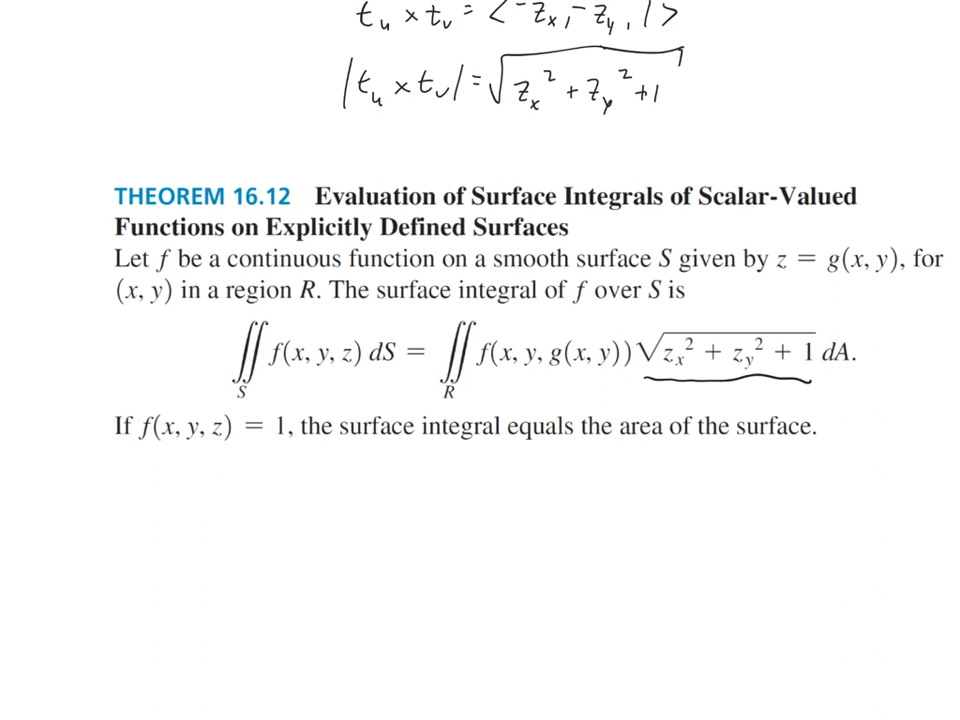 t_u × t_v = <-z_x, -z_y, 1>
|t_u × t_v| = √(z_x² + z_y² + 1)
THEOREM 16.12 Evaluation of Surface Integrals of Scalar-Valued
Functions on Explicitly Defined Surfaces
Let f be a continuous function on a smooth surface S given by z = g(x, y), for
(x, y) in a region R. The surface integral of f over S is
∬_S f(x, y, z) dS = ∬_R f(x, y, g(x, y))√(z_x² + z_y² + 1) dA.
If f(x, y, z) = 1, the surface integral equals the area of the surface.